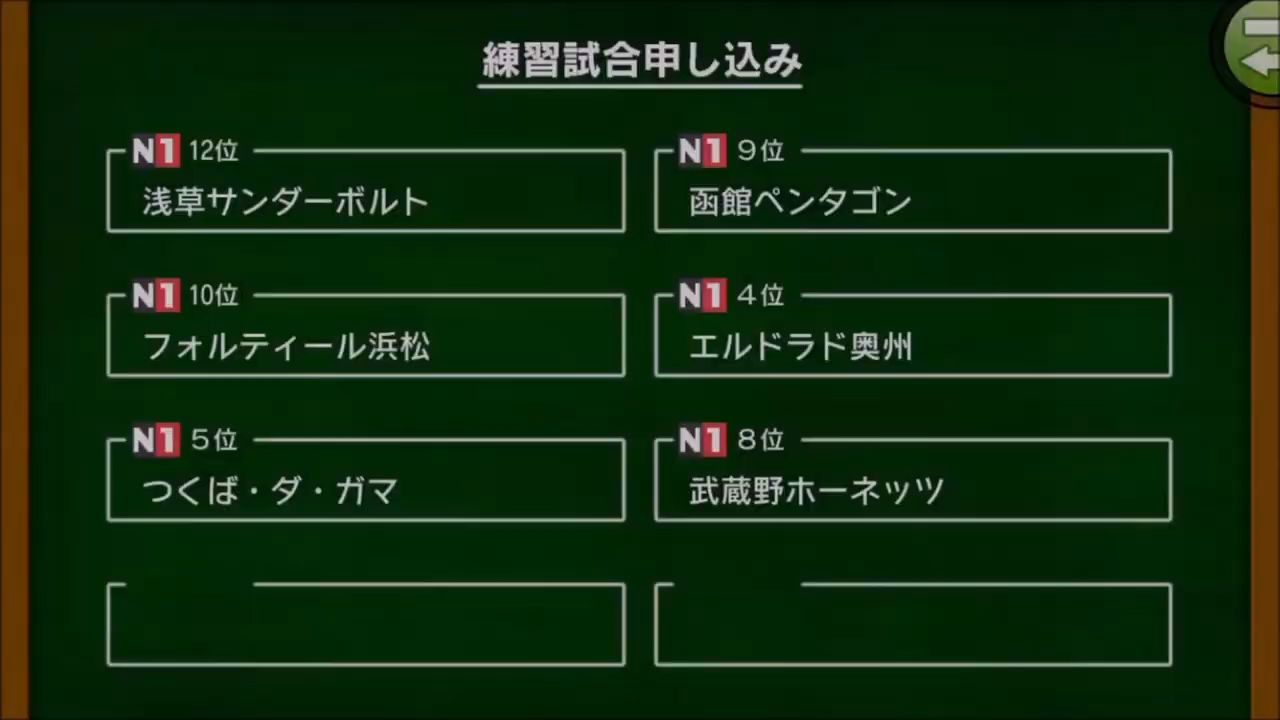 練習試合申し込み
N1 12位
浅草サンダーボルト
N1 9位
函館ペンタゴン
N1 10位
フォルティール浜松
N1 4位
エルドラド奥州
N1 5位
つくば・ダ・ガマ
N1 8位
武蔵野ホーネッツ